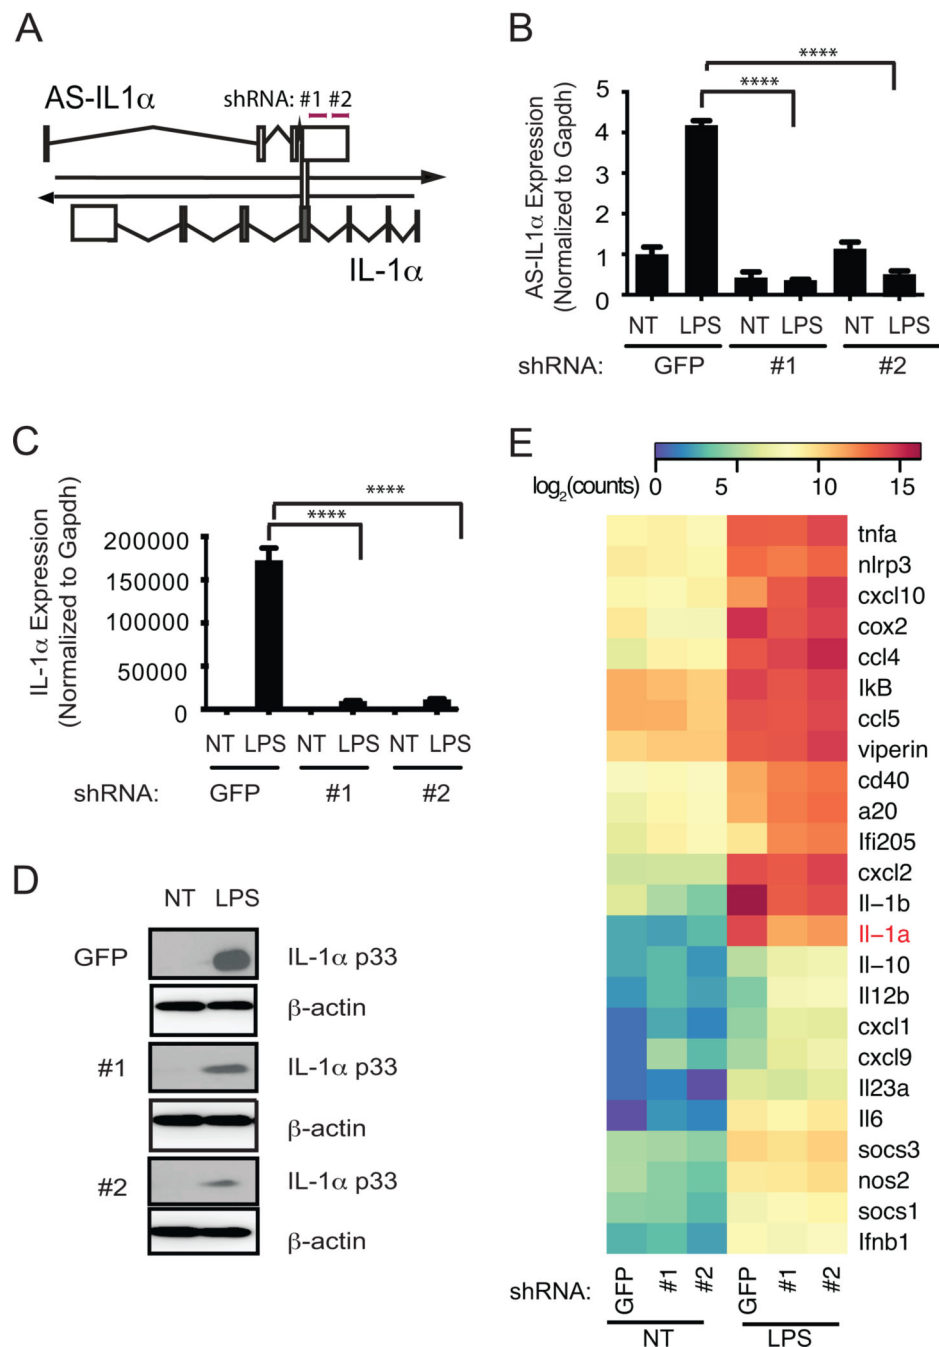 A
AS-IL1α
shRNA: #1 #2
IL-1α
B
****
****
AS-IL1α Expression
(Normalized to Gapdh)
5
4
3
2
1
0
NT LPS NT LPS NT LPS
shRNA: GFP #1 #2
C
****
****
IL-1α Expression
(Normalized to Gapdh)
200000
150000
100000
50000
0
NT LPS NT LPS NT LPS
shRNA: GFP #1 #2
D
NT LPS
GFP IL-1α p33
β-actin
#1 IL-1α p33
β-actin
#2 IL-1α p33
β-actin
E
log2(counts) 0 5 10 15
tnfa
nlrp3
cxcl10
cox2
ccl4
IkB
ccl5
viperin
cd40
a20
Ifi205
cxcl2
Il−1b
Il−1a
Il−10
Il12b
cxcl1
cxcl9
Il23a
Il6
socs3
nos2
socs1
Ifnb1
shRNA: GFP #1 #2 GFP #1 #2
NT LPS